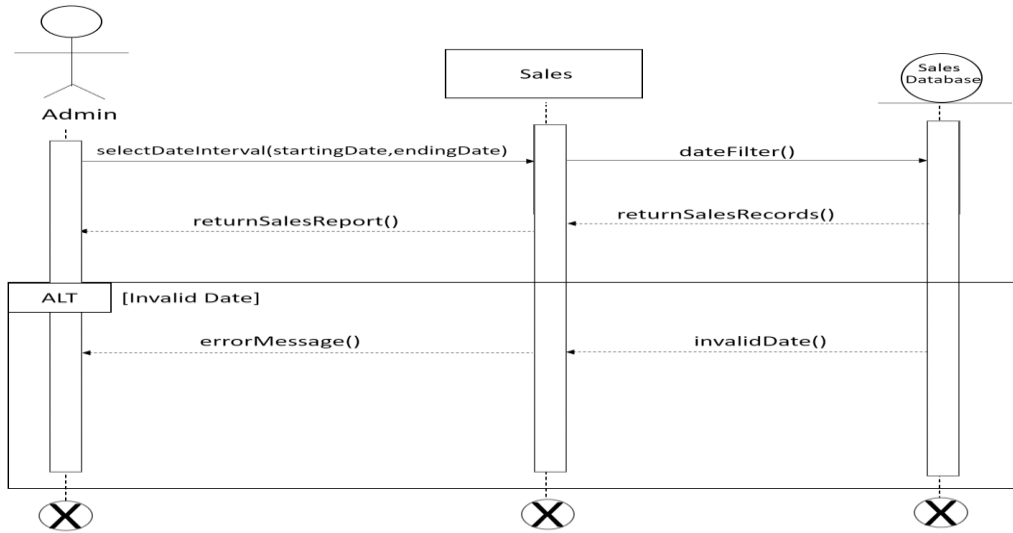 Sales
Sales
Database
Admin
selectDateInterval(startingDate,endingDate)
dateFilter()
returnSalesReport()
returnSalesRecords()
ALT
[Invalid Date]
errorMessage()
invalidDate()